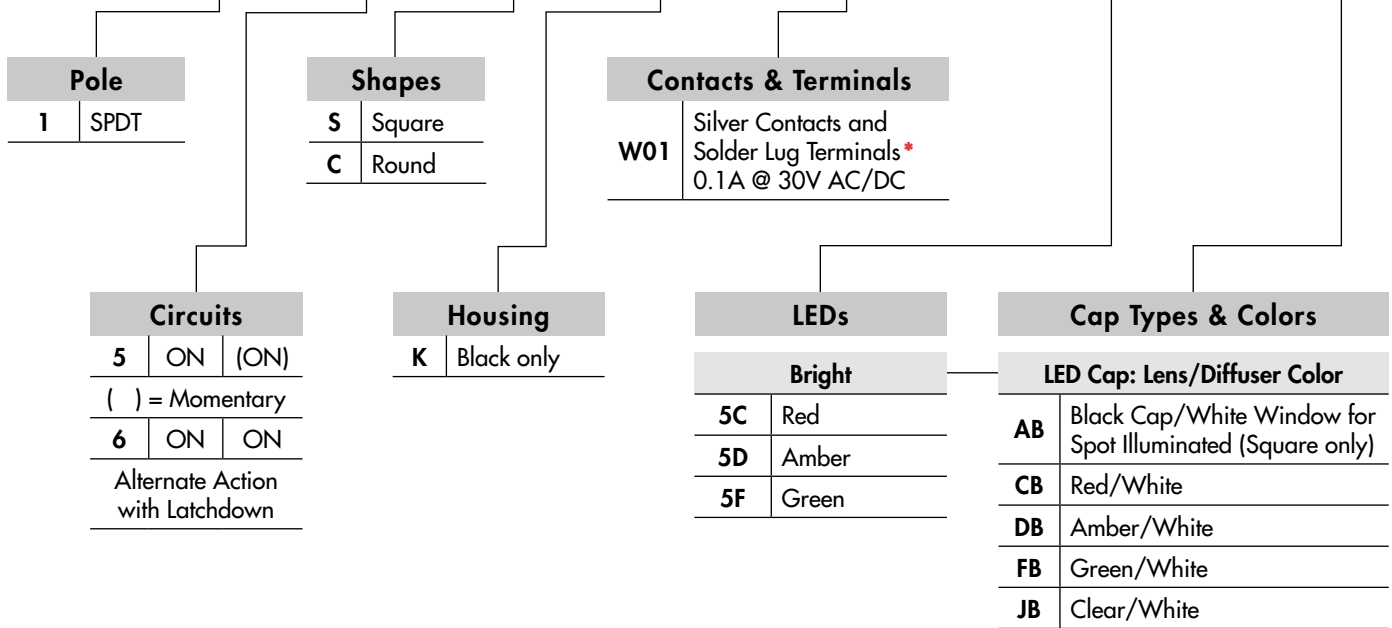 Pole
1 SPDT
Shapes
S Square
C Round
Contacts & Terminals
W01 Silver Contacts and
Solder Lug Terminals*
0.1A @ 30V AC/DC
Circuits
5 ON (ON)
( ) = Momentary
6 ON ON
Alternate Action
with Latchdown
Housing
K Black only
LEDs
Bright
5C Red
5D Amber
5F Green
Cap Types & Colors
LED Cap: Lens/Diffuser Color
AB Black Cap/White Window for
Spot Illuminated (Square only)
CB Red/White
DB Amber/White
FB Green/White
JB Clear/White